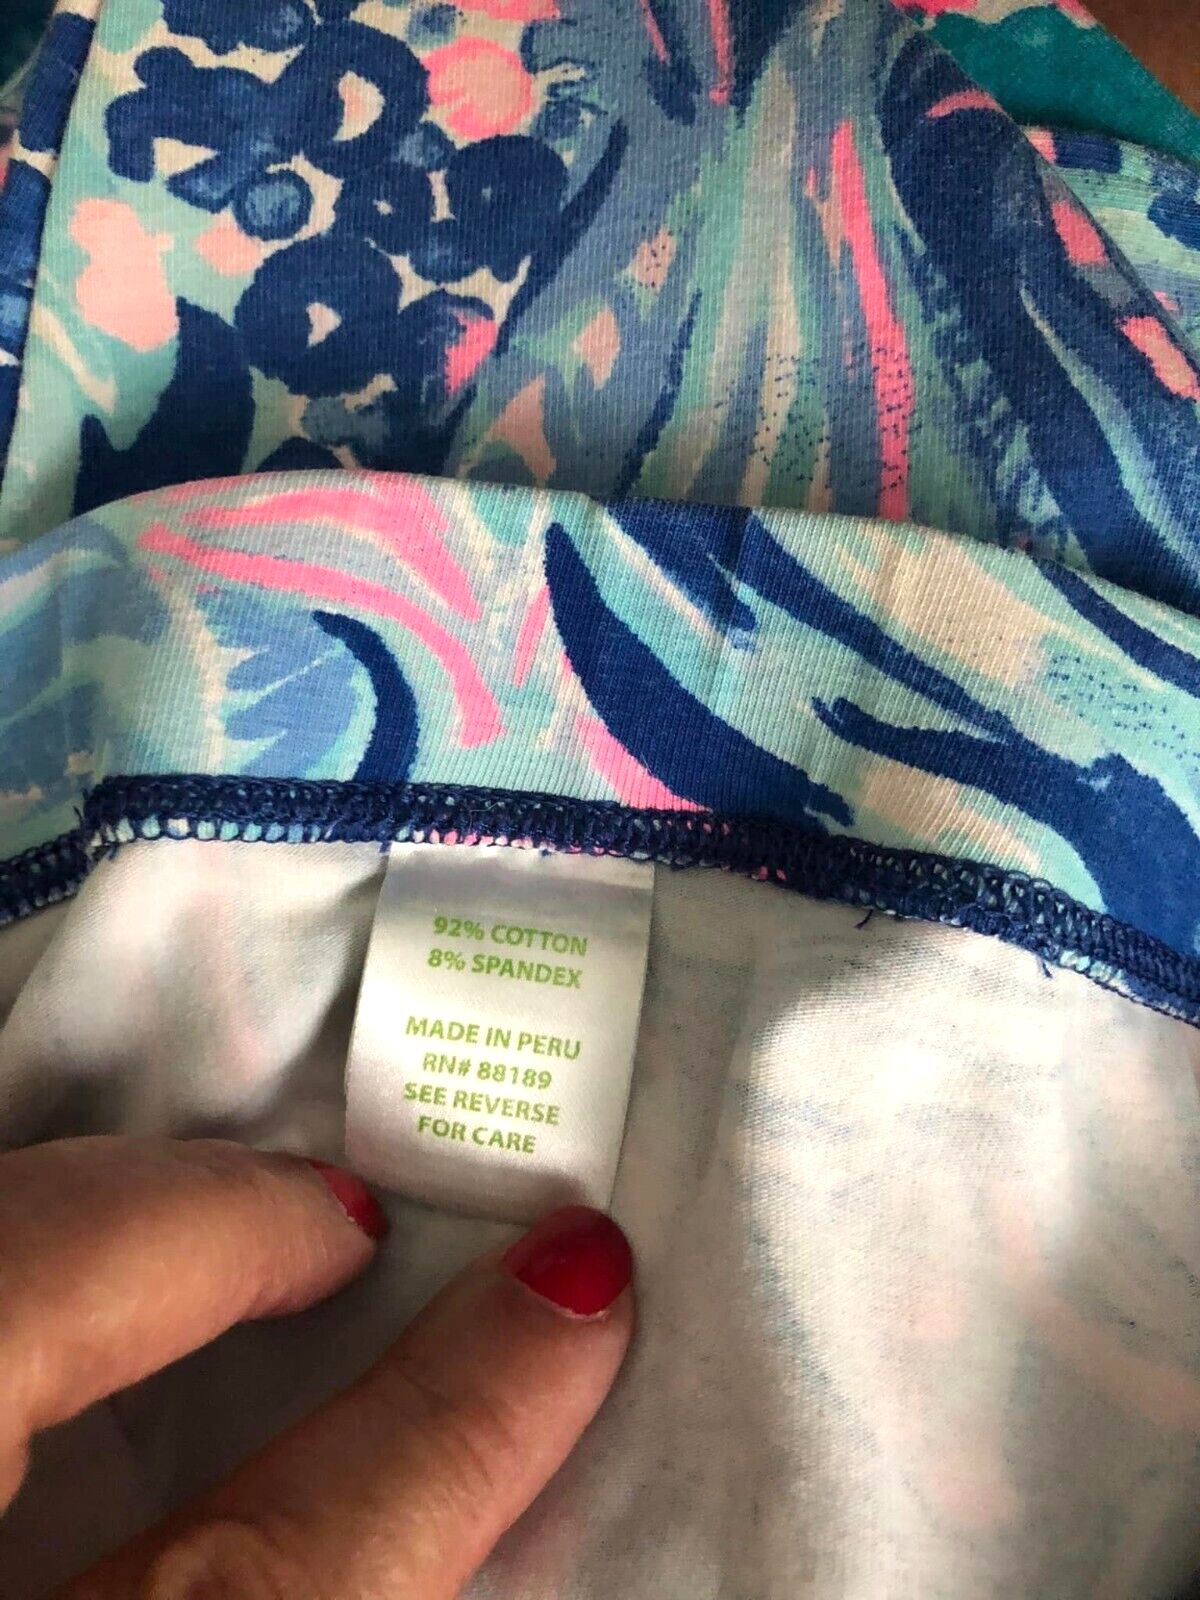 92% COTTON
8% SPANDEX
MADE IN PERU
RN# 88189
SEE REVERSE
FOR CARE